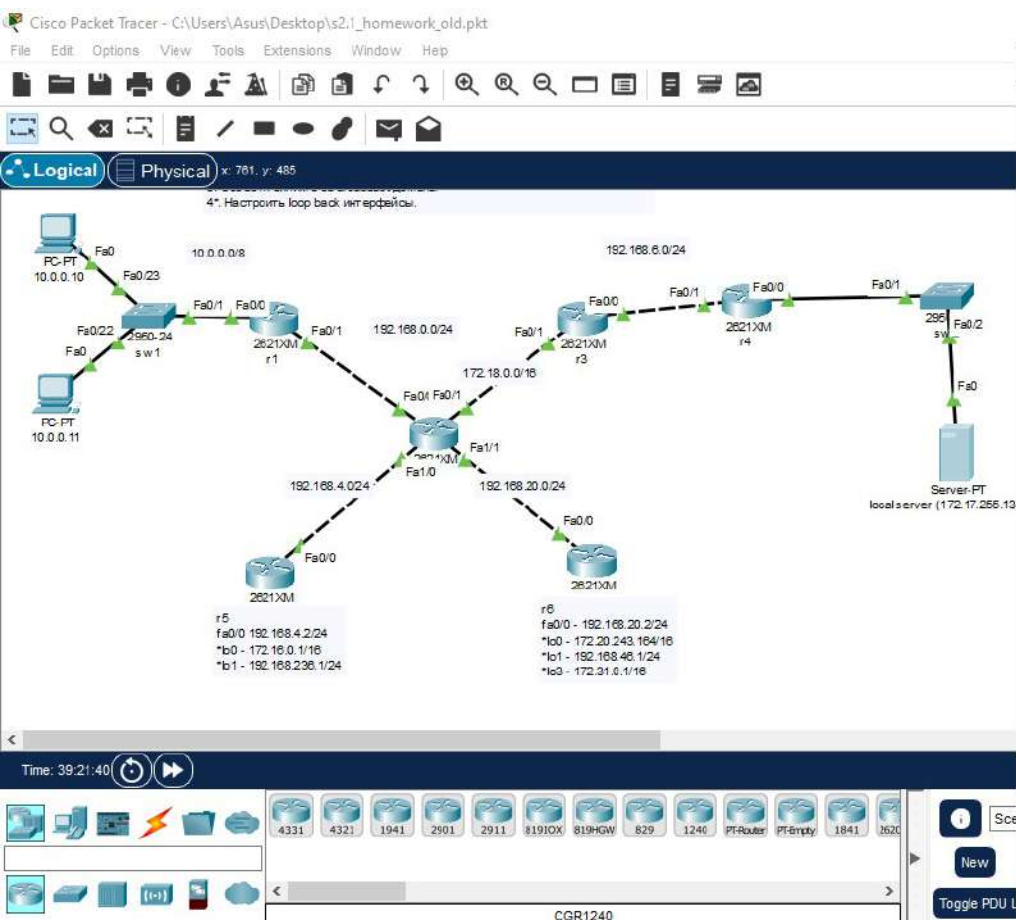 Cisco Packet Tracer - C:\Users\Asus\Desktop\s2.1_homework_old.pkt
File Edit Options View Tools Extensions Window Help
Logical Physical x: 761, y: 485
4*. Настроить loop back интерфейсы.
10.0.0.0/8
192.168.6.0/24
PC-PT
10.0.0.10
Fa0
Fa0/23
Fa0/22
Fa0
2950-24
sw1
Fa0/1
Fa0/0
2621XM
r1
Fa0/1
192.168.0.0/24
PC-PT
10.0.0.11
Fa0/0
Fa0/1
2621XM
r3
172.18.0.0/16
Fa0/1
Fa0/0
2621XM
r4
Fa0/1
Fa0/2
Fa0
Server-PT
local server (172.17.255.13
Fa0/1
Fa1/1
Fa1/0
192.168.4.0/24
192.168.20.0/24
Fa0/0
2621XM
r5
fa0/0 192.168.4.2/24
*lb0 - 172.16.0.1/16
*lb1 - 192.168.236.1/24
Fa0/0
2621XM
r6
fa0/0 - 192.168.20.2/24
*lo0 - 172.20.243.164/16
*lo1 - 192.168.46.1/24
*lo3 - 172.31.0.1/16
Time: 39:21:40
4331 4321 1941 2901 2911 819IOX 819HGW 829 1240 PT-Router PT-Empty 1841
CGR1240
New
Toggle PDU L